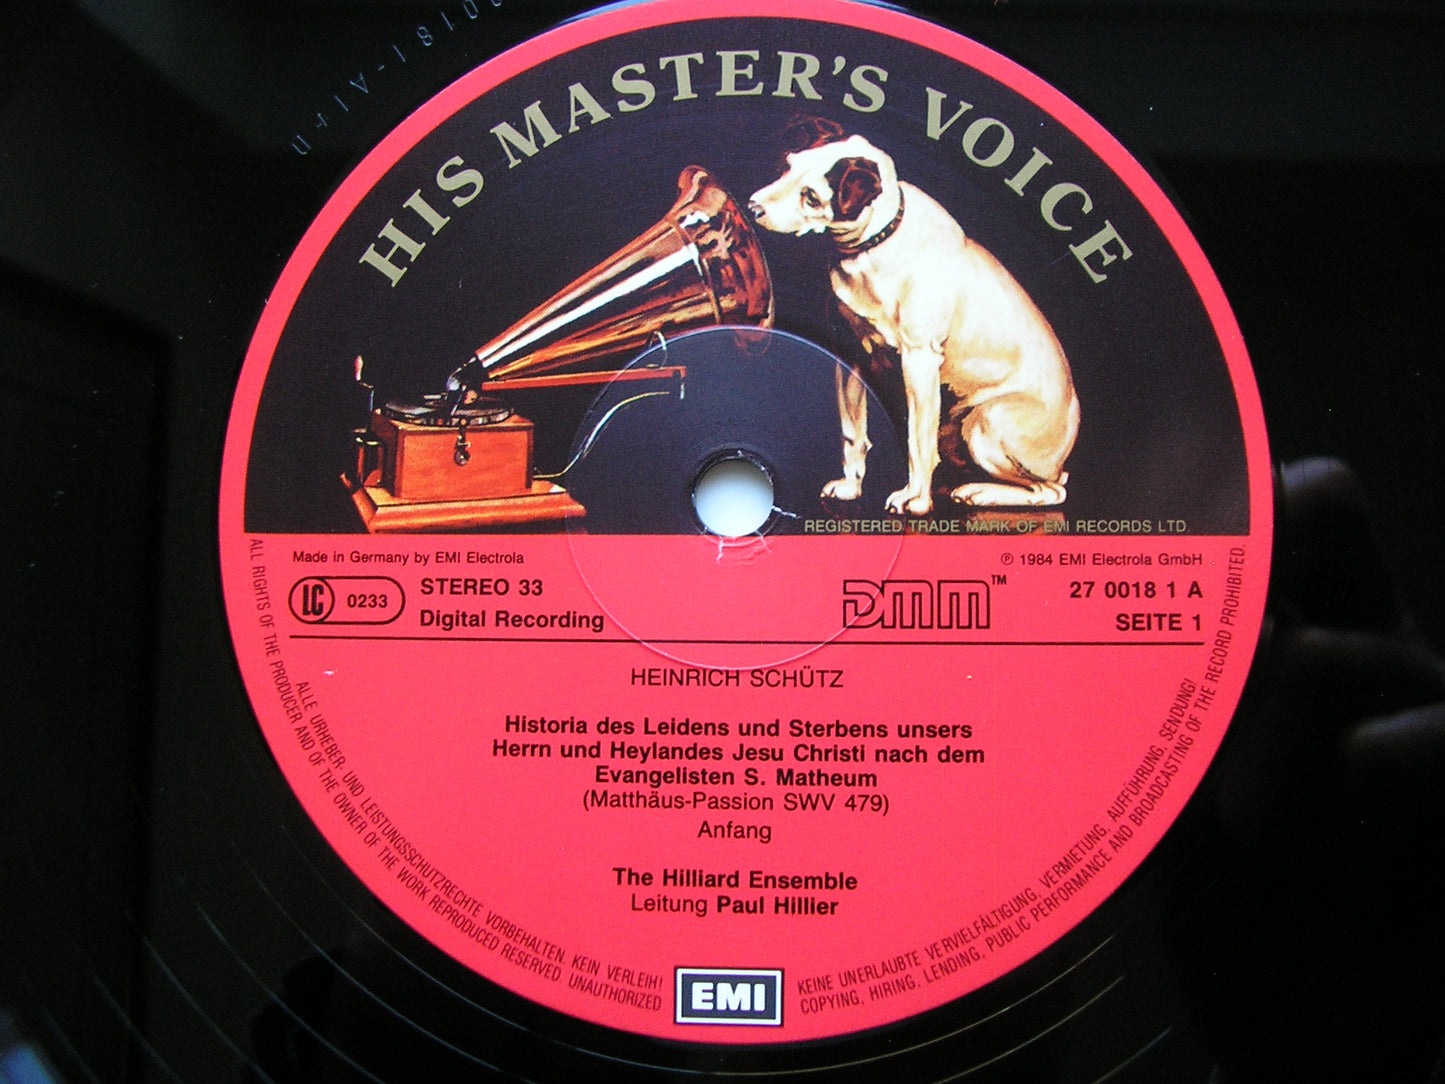 HIS MASTER'S VOICE
REGISTERED TRADE MARK OF EMI RECORDS LTD.
Made in Germany by EMI Electrola
℗ 1984 EMI Electrola GmbH
LC 0233
STEREO 33
Digital Recording
DMM™
27 0018 1 A
SEITE 1
HEINRICH SCHÜTZ
Historia des Leidens und Sterbens unsers
Herrn und Heylandes Jesu Christi nach dem
Evangelisten S. Matheum
(Matthäus-Passion SWV 479)
Anfang
The Hilliard Ensemble
Leitung Paul Hillier
EMI
ALLE URHEBER- UND LEISTUNGSSCHUTZRECHTE VORBEHALTEN. KEIN VERLEIH! KEINE UNERLAUBTE VERVIELFÄLTIGUNG, VERMIETUNG, AUFFÜHRUNG, SENDUNG!
ALL RIGHTS OF THE PRODUCER AND OF THE OWNER OF THE WORK REPRODUCED RESERVED. UNAUTHORIZED COPYING, HIRING, LENDING, PUBLIC PERFORMANCE AND BROADCASTING OF THE RECORD PROHIBITED.